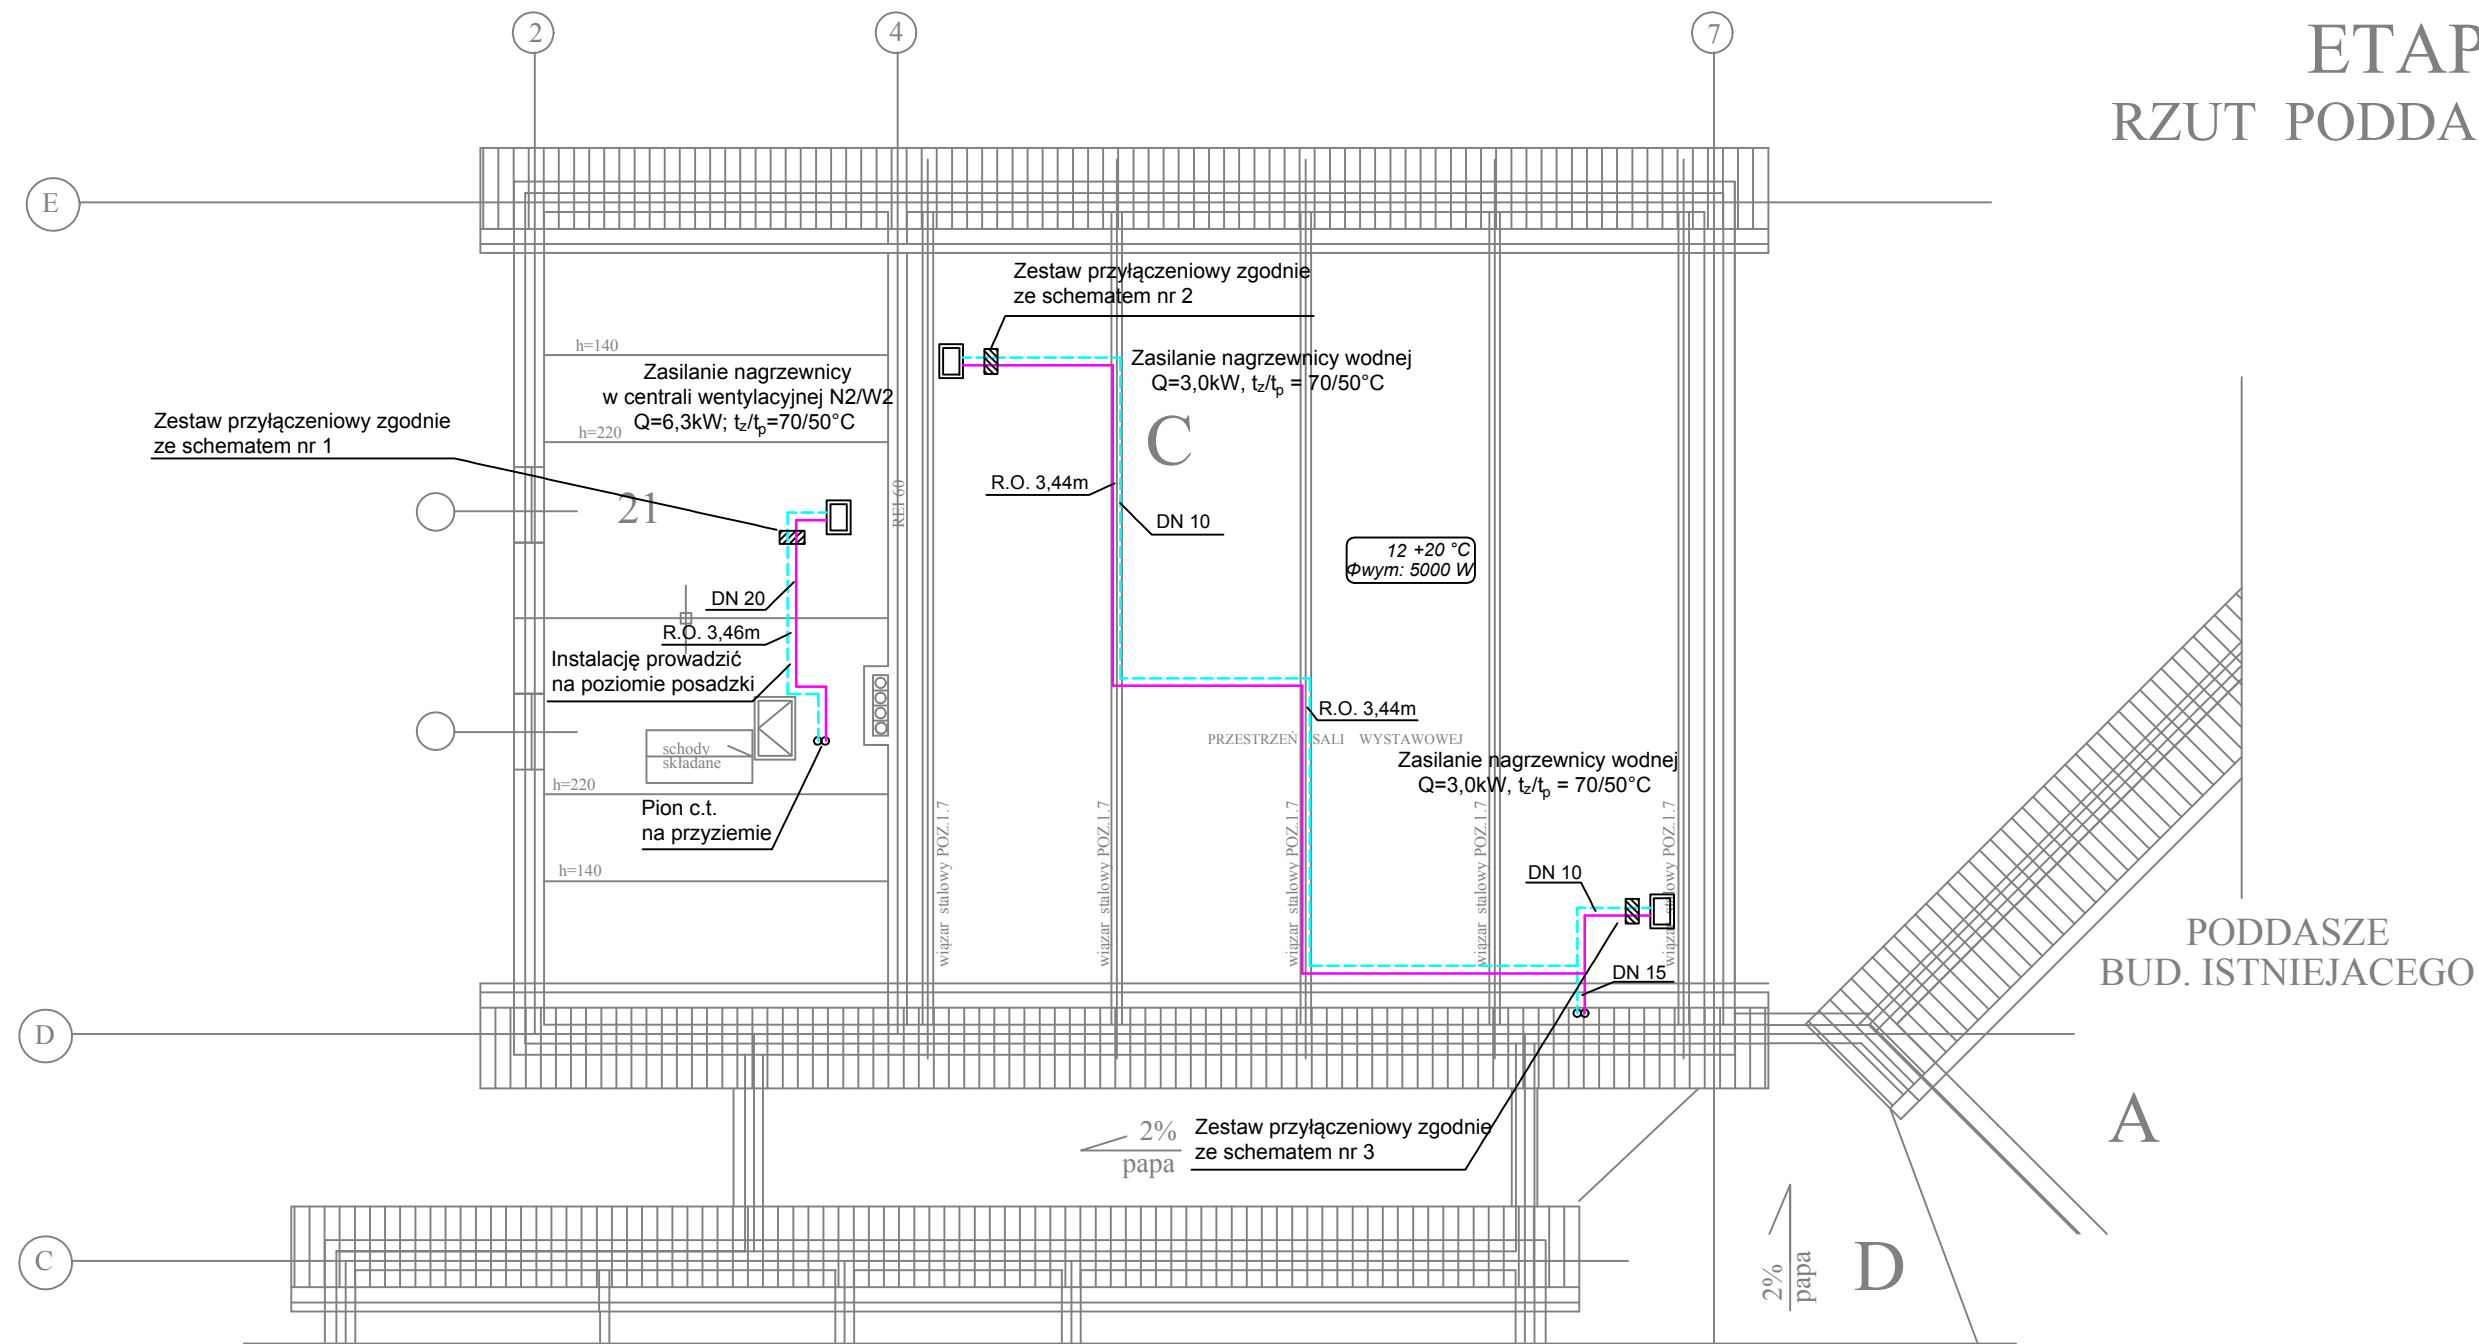 2
4
7
ETAP
RZUT PODDA
E
Zestaw przyłączeniowy zgodnie
ze schematem nr 2
h=140
Zasilanie nagrzewnicy
w centrali wentylacyjnej N2/W2
Q=6,3kW; tz/tp=70/50°C
Zasilanie nagrzewnicy wodnej
Q=3,0kW, tz/tp = 70/50°C
Zestaw przyłączeniowy zgodnie
ze schematem nr 1
h=220
C
21
REI 60
R.O. 3,44m
DN 10
12 +20 °C
Φwym: 5000 W
DN 20
R.O. 3,46m
Instalację prowadzić
na poziomie posadzki
R.O. 3,44m
schody
składane
PRZESTRZEŃ SALI WYSTAWOWEJ
Zasilanie nagrzewnicy wodnej
Q=3,0kW, tz/tp = 70/50°C
h=220
Pion c.t.
na przyziemie
wiązar stalowy POZ.1.7
wiązar stalowy POZ.1.7
wiązar stalowy POZ.1.7
wiązar stalowy POZ.1.7
wiązar stalowy POZ.1.7
h=140
DN 10
PODDASZE
BUD. ISTNIEJACEGO
DN 15
D
A
2%
papa
Zestaw przyłączeniowy zgodnie
ze schematem nr 3
C
2%
papa
D